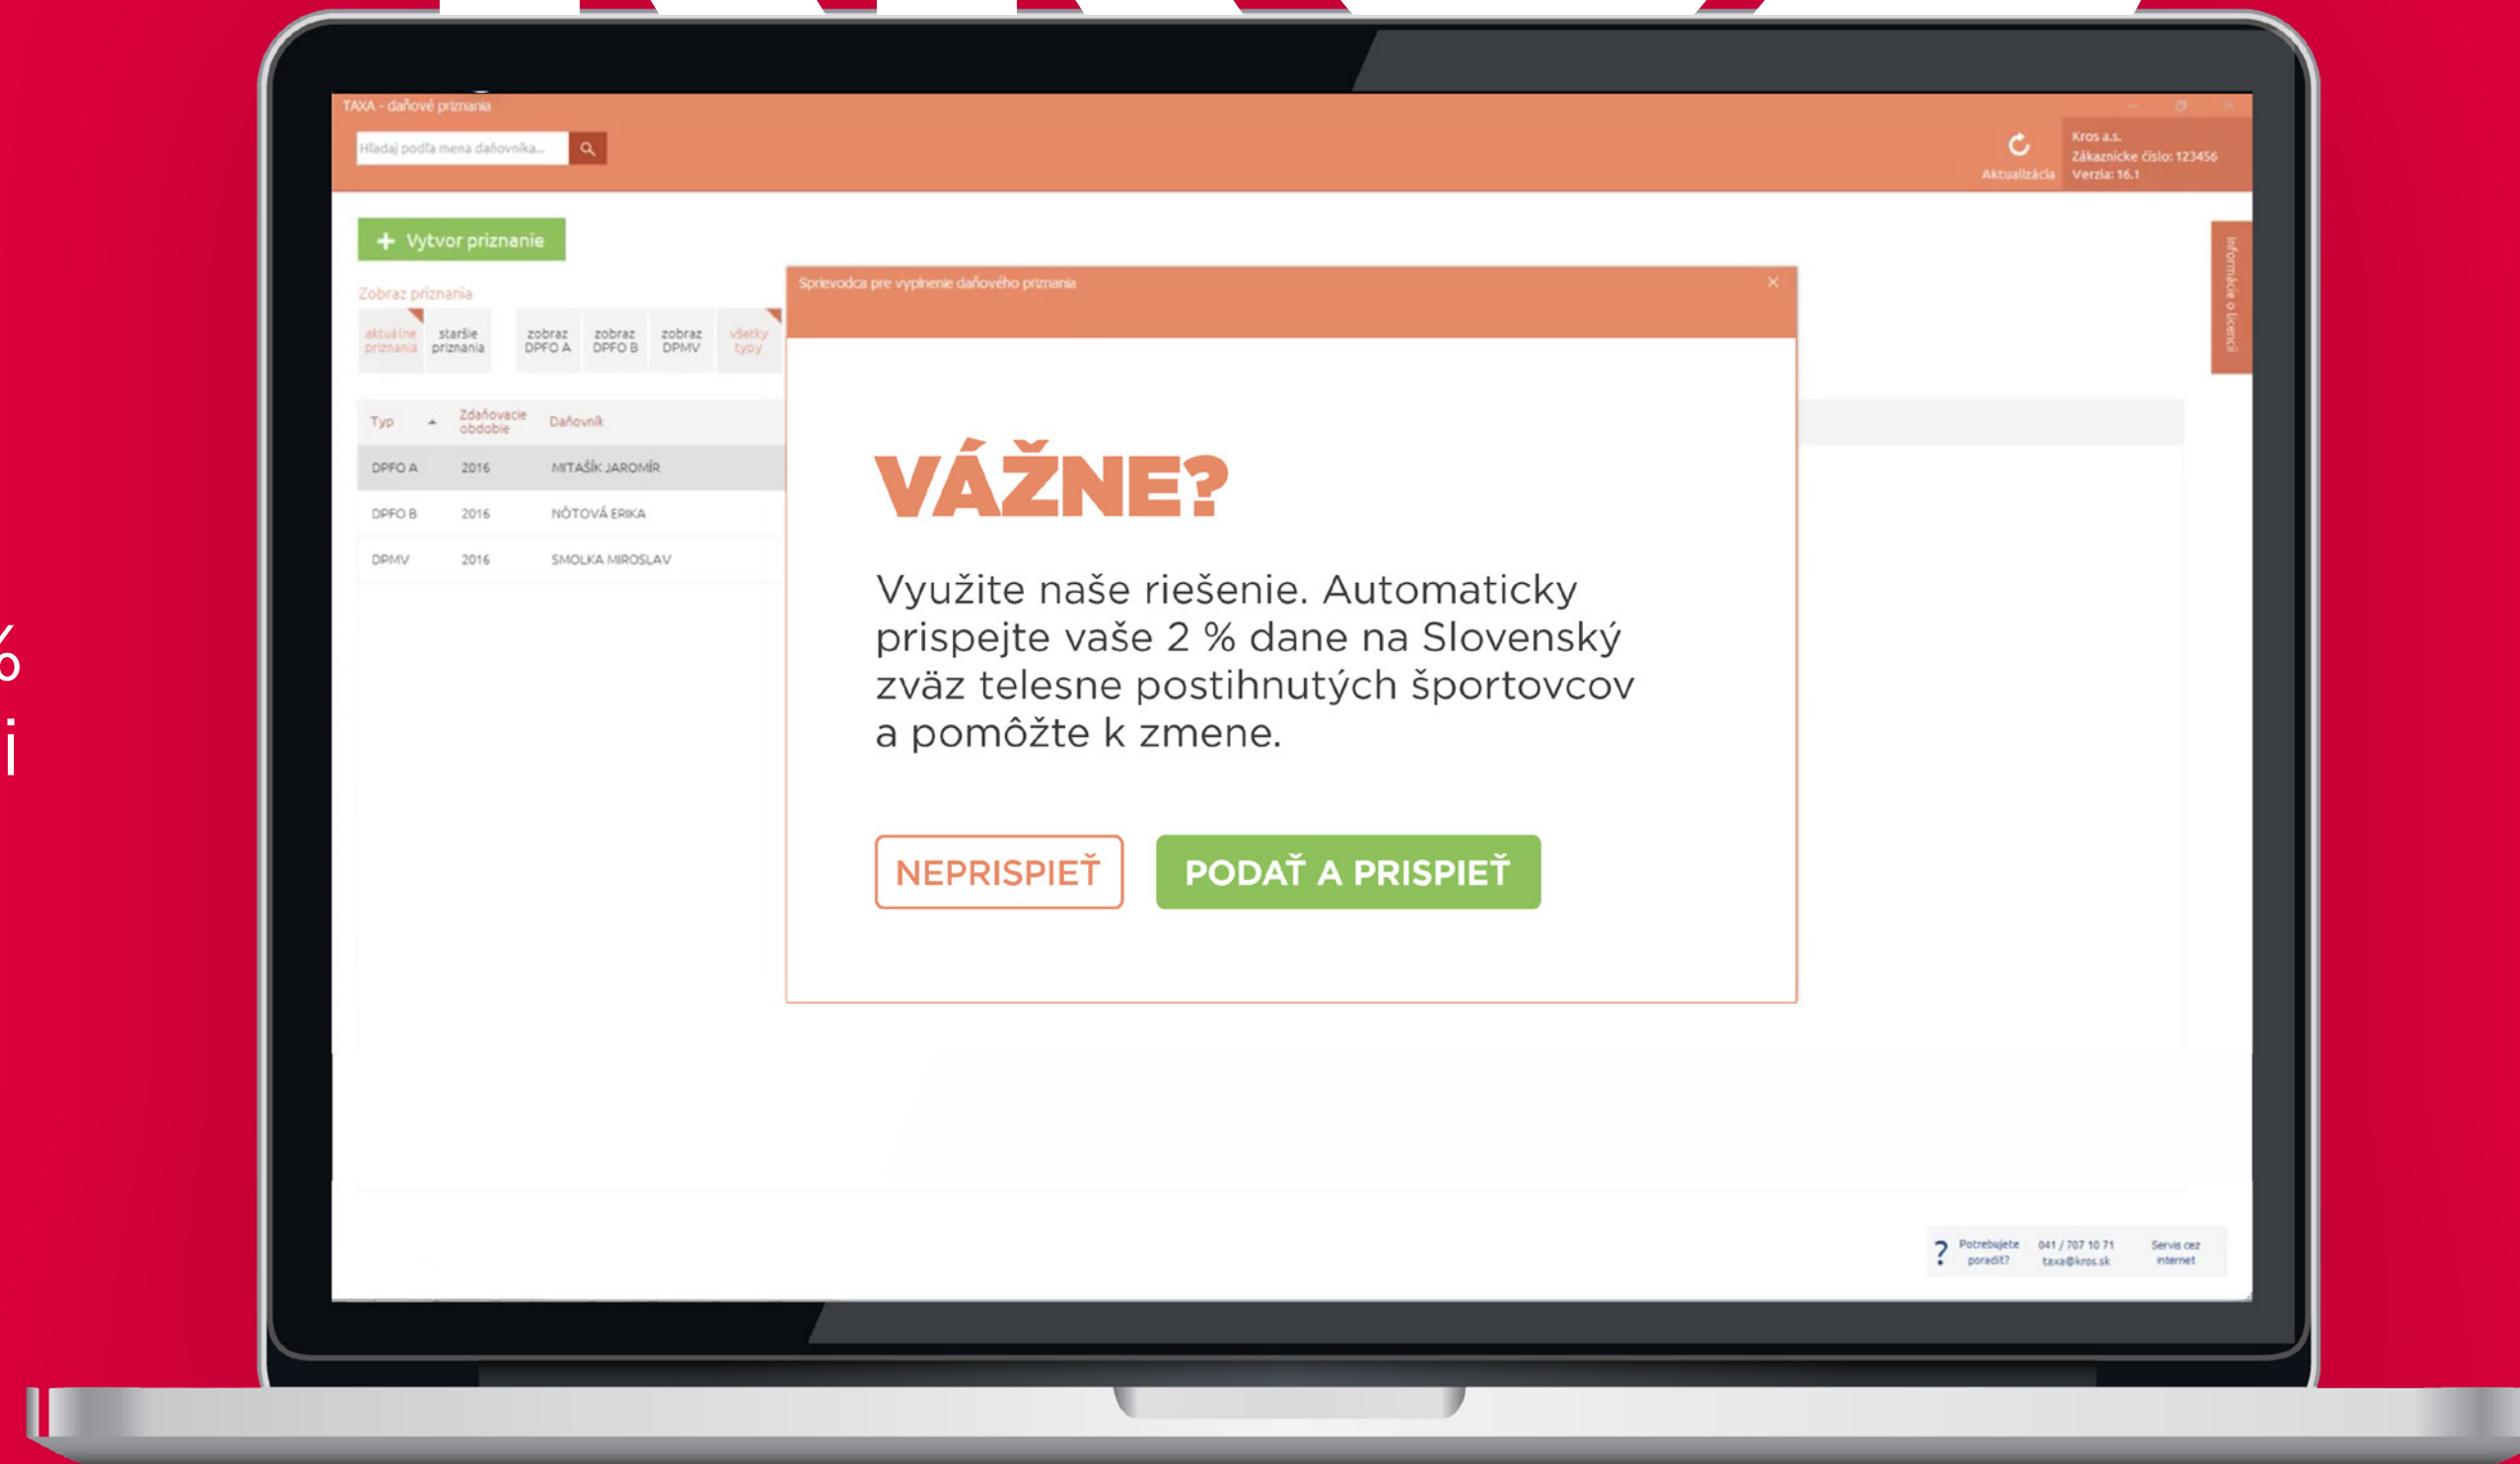 TAXA - daňové priznania
Hľadaj podľa mena daňovníka...
Aktualizácia
Kros a.s.
Zákaznícke číslo: 123456
Verzia: 16.1
+ Vytvor priznanie
Informácie o licencii
Zobraz priznania
aktuálne priznania
staršie priznania
zobraz DPFO A
zobraz DPFO B
zobraz DPMV
všetky typy
Typ Zdaňovacie obdobie Daňovník
DPFO A 2016 MITAŠÍK JAROMÍR
DPFO B 2016 NÔTOVÁ ERIKA
DPMV 2016 SMOLKA MIROSLAV
Sprievodca pre vyplnenie daňového priznania
VÁŽNE?
Využite naše riešenie. Automaticky
prispejte vaše 2 % dane na Slovenský
zväz telesne postihnutých športovcov
a pomôžte k zmene.
NEPRISPIEŤ
PODAŤ A PRISPIEŤ
%
i
? Potrebujete poradiť?
041 / 707 10 71
taxa@kros.sk
Servis cez internet